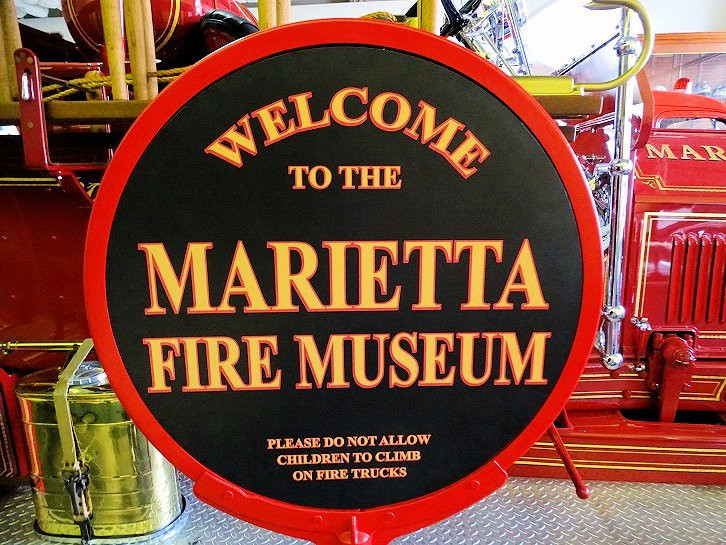 WELCOME
TO THE
MARIETTA
FIRE MUSEUM
PLEASE DO NOT ALLOW
CHILDREN TO CLIMB
ON FIRE TRUCKS
MAR